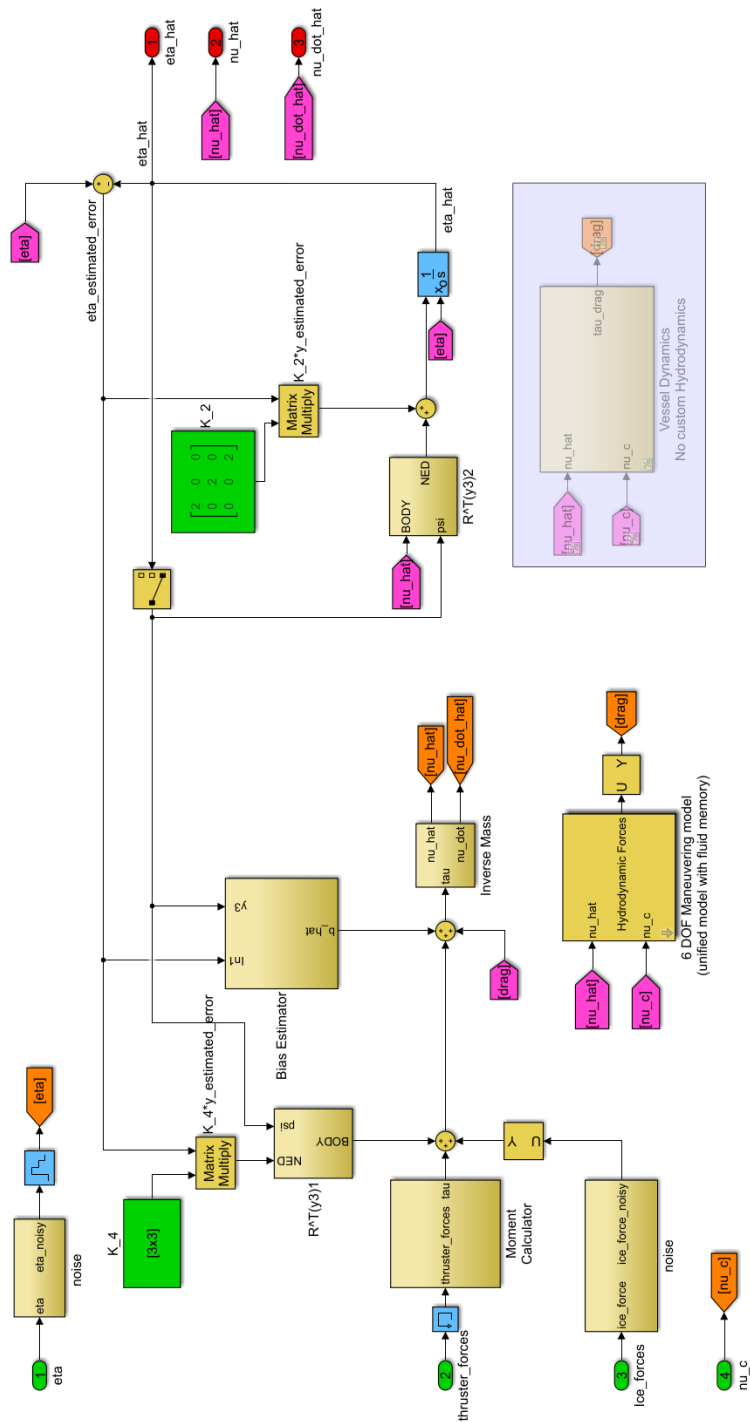 1
eta
eta
eta_noisy
noise
[eta]
K_4
[3x3]
Matrix
Multiply
K_4*y_estimated_error
NED
psi
BODY
R^T(y3)1
In1
y3
b_hat
Bias Estimator
K_2
2 0 0
0 2 0
0 0 2
Matrix
Multiply
K_2*y_estimated_error
eta_estimated_error
[eta]
eta_hat
1
eta_hat
[nu_hat]
2
nu_hat
[nu_dot_hat]
3
nu_dot_hat
[nu_hat]
BODY
psi
NED
R^T(y3)2
[eta]
1
s
xo
eta_hat
2
thruster_forces
thruster_forces
tau
Moment
Calculator
U Y
[drag]
tau
nu_hat
nu_dot
Inverse Mass
[nu_hat]
[nu_dot_hat]
3
Ice_forces
ice_force
ice_force_noisy
noise
4
nu_c
[nu_c]
[nu_hat]
[nu_c]
nu_hat
nu_c
Hydrodynamic Forces
6 DOF Maneuvering model
(unified model with fluid memory)
U Y
[drag]
[nu_hat]
[nu_c]
nu_hat
nu_c
tau_drag
[drag]
Vessel Dynamics
No custom Hydrodynamics